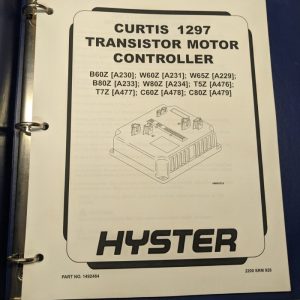 CURTIS 1297
TRANSISTOR MOTOR
CONTROLLER
B60Z [A230]; W60Z [A231]; W65Z [A229];
B80Z [A233]; W80Z [A234]; T5Z [A476];
T7Z [A477]; C60Z [A478]; C80Z [A479]
HYSTER
PART NO. 1492464 2200 SRM 928